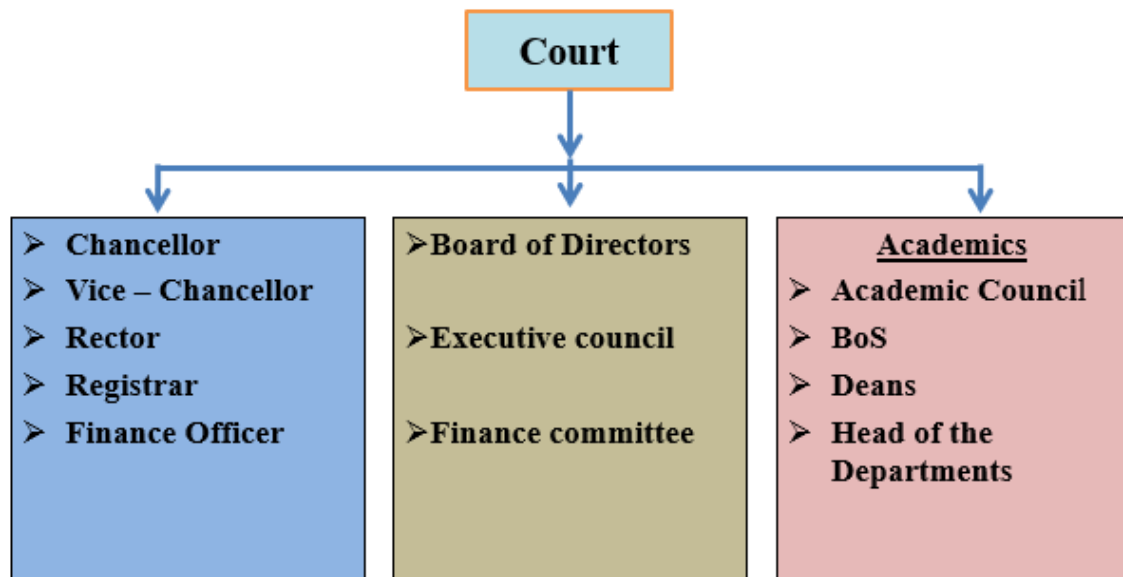 Court
➢ Chancellor
➢ Vice – Chancellor
➢ Rector
➢ Registrar
➢ Finance Officer
➢Board of Directors
➢Executive council
➢Finance committee
Academics
➢ Academic Council
➢ BoS
➢ Deans
➢ Head of the
Departments